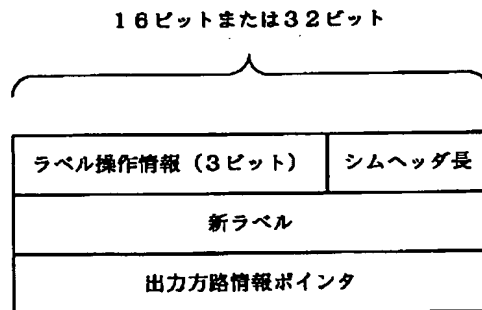 16ビットまたは32ビット
ラベル操作情報（3ビット） シムヘッダ長
新ラベル
出力方路情報ポインタ